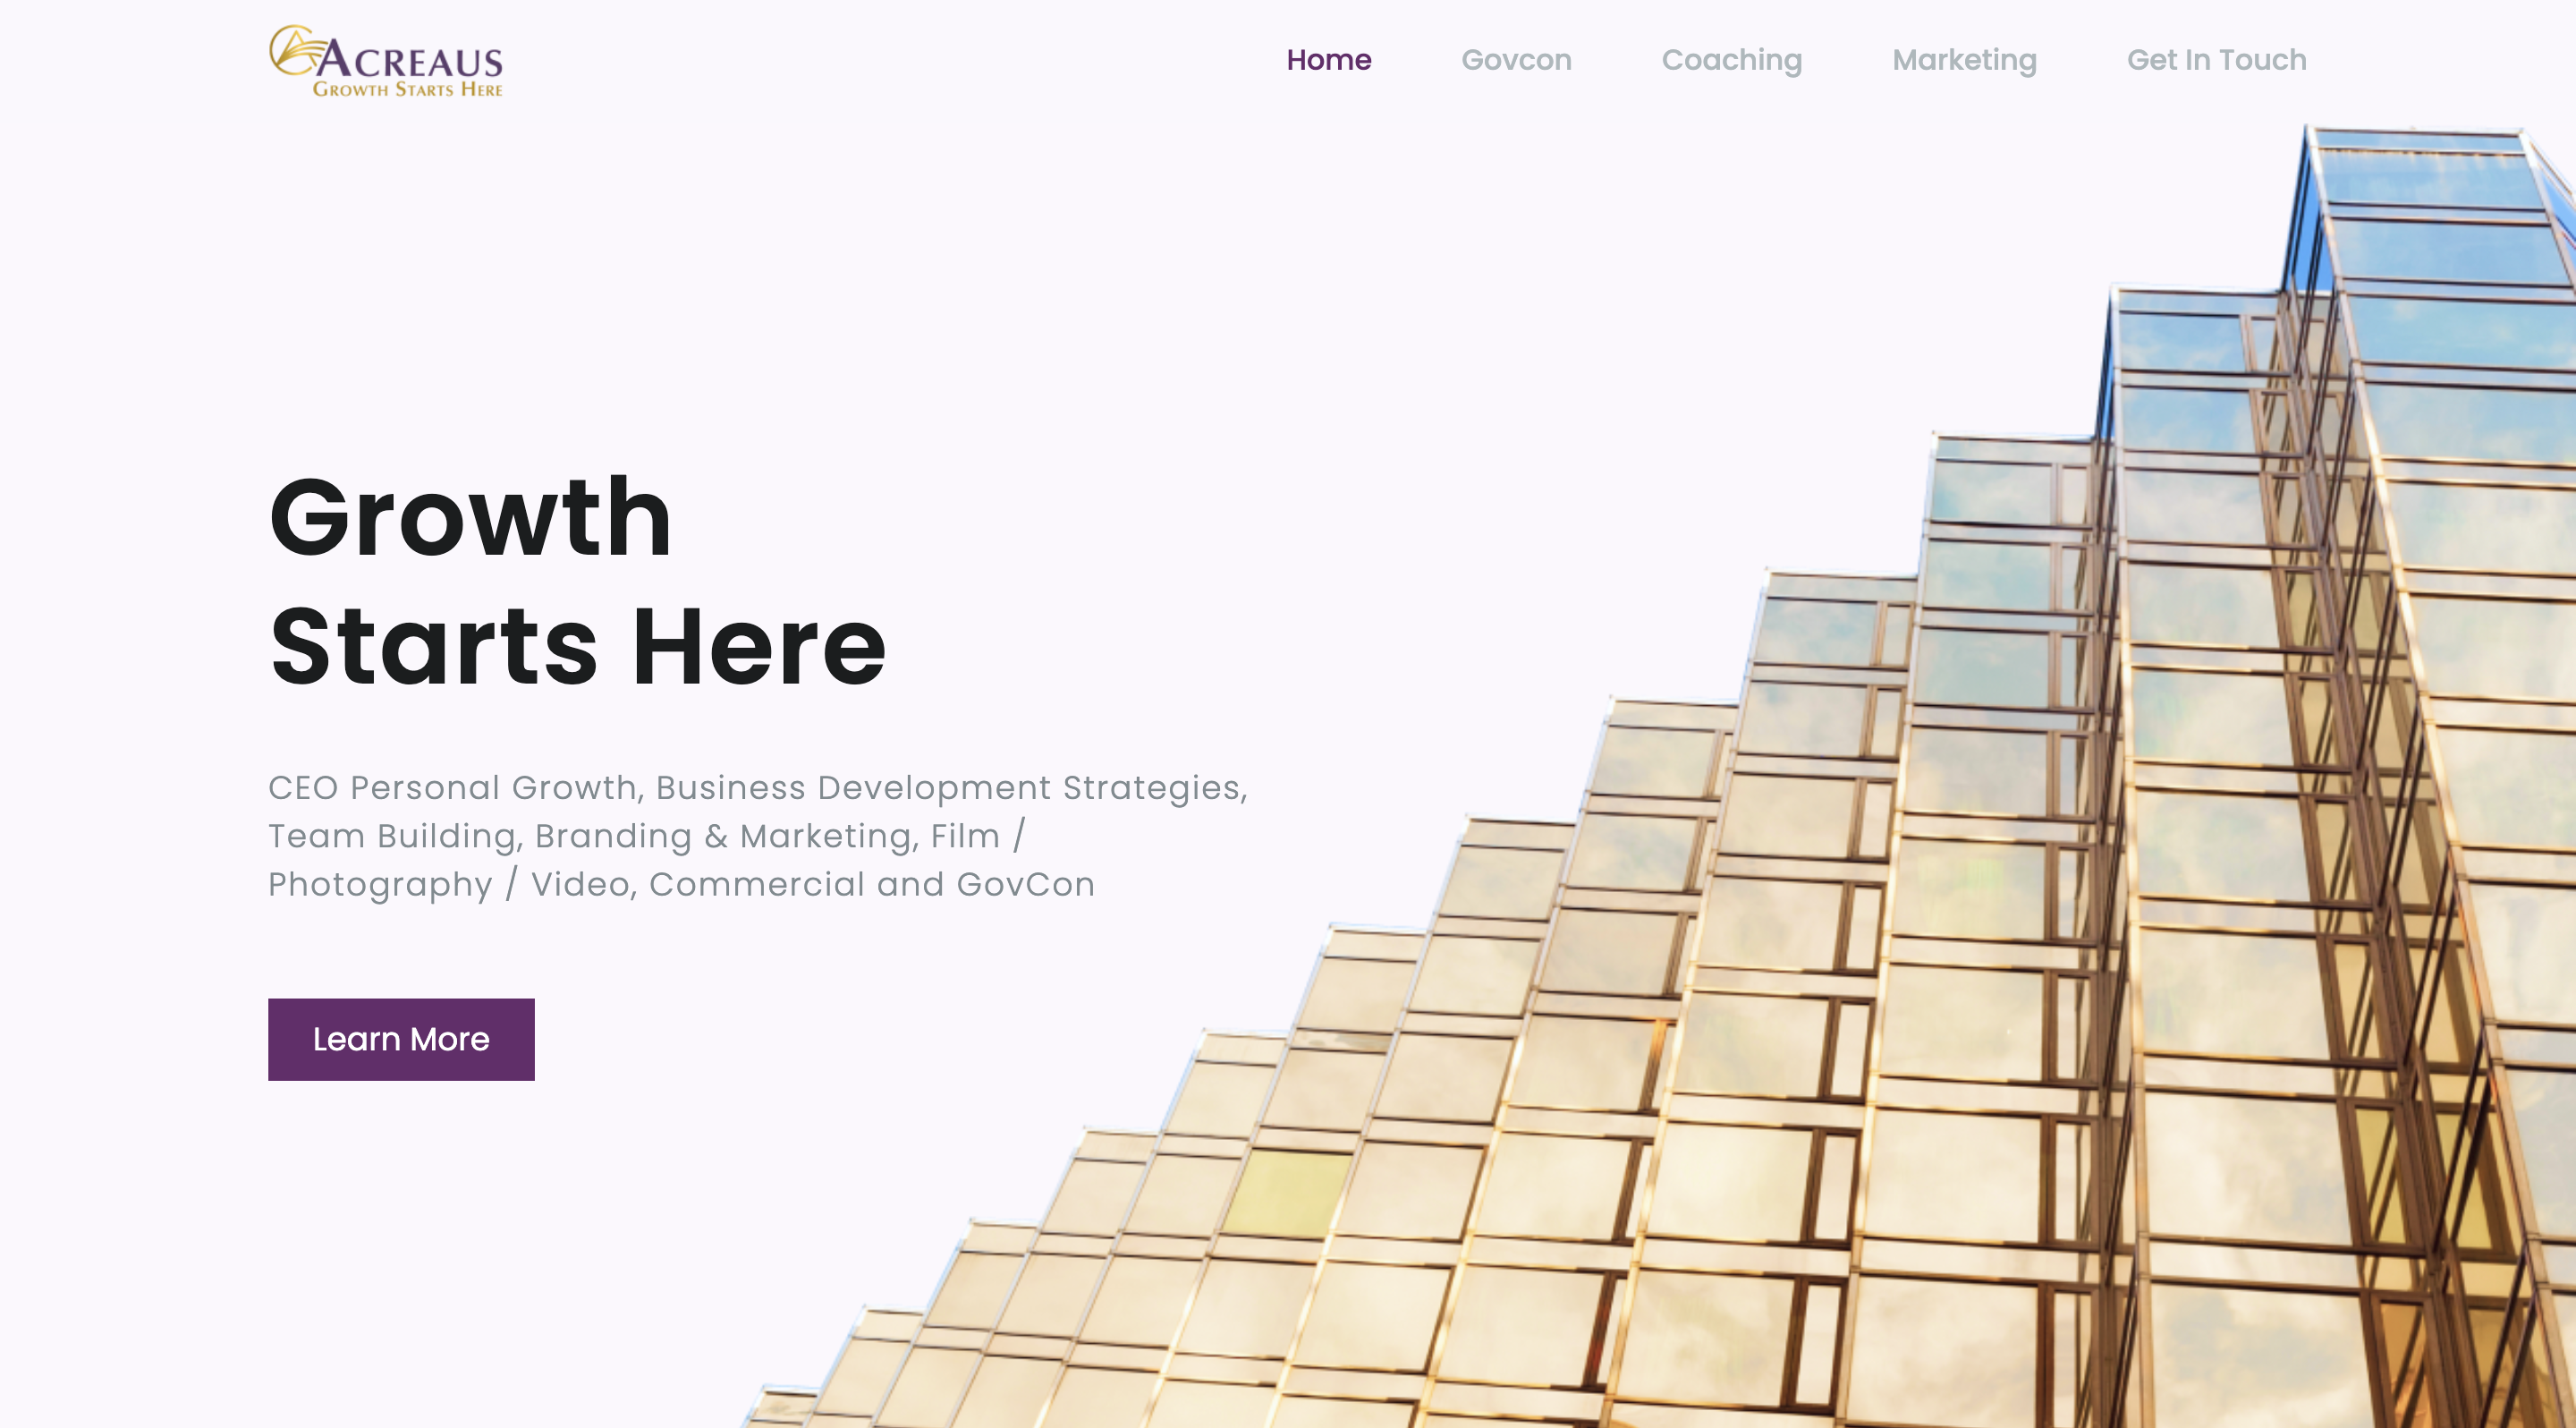 ACREAUS
GROWTH STARTS HERE
Home
Govcon
Coaching
Marketing
Get In Touch
Growth
Starts Here
CEO Personal Growth, Business Development Strategies,
Team Building, Branding & Marketing, Film /
Photography / Video, Commercial and GovCon
Learn More